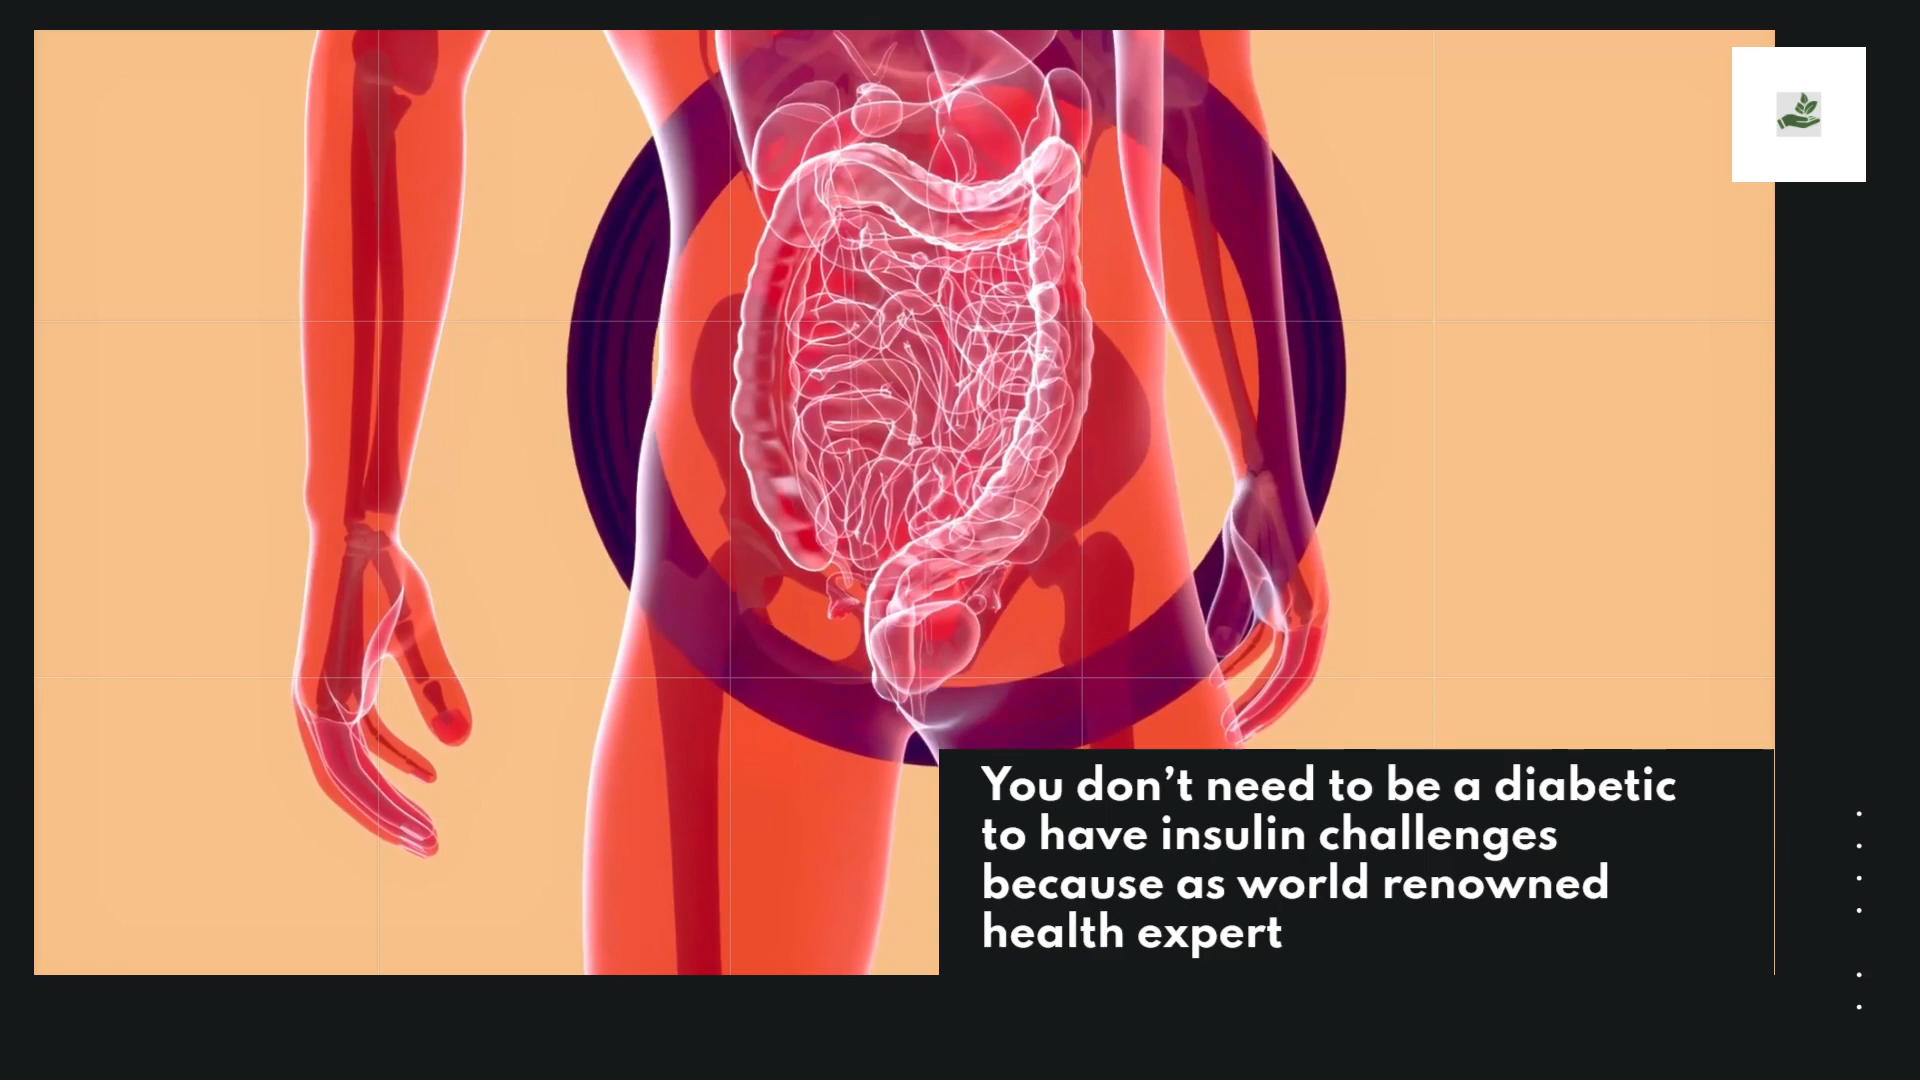 You don’t need to be a diabetic
to have insulin challenges
because as world renowned
health expert